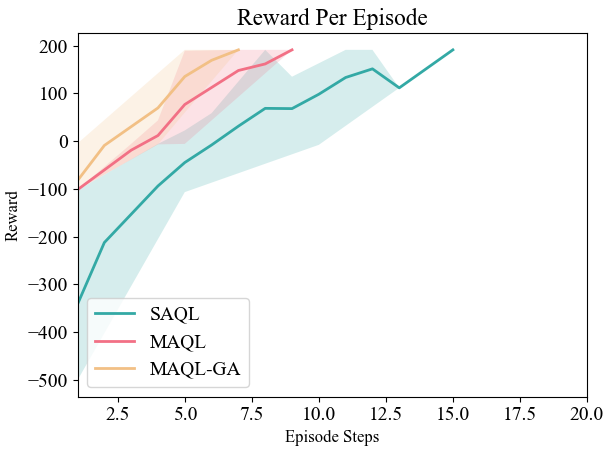 Reward Per Episode
200
100
0
−100
−200
−300
−400
−500
Reward
SAQL
MAQL
MAQL-GA
2.5 5.0 7.5 10.0 12.5 15.0 17.5 20.0
Episode Steps